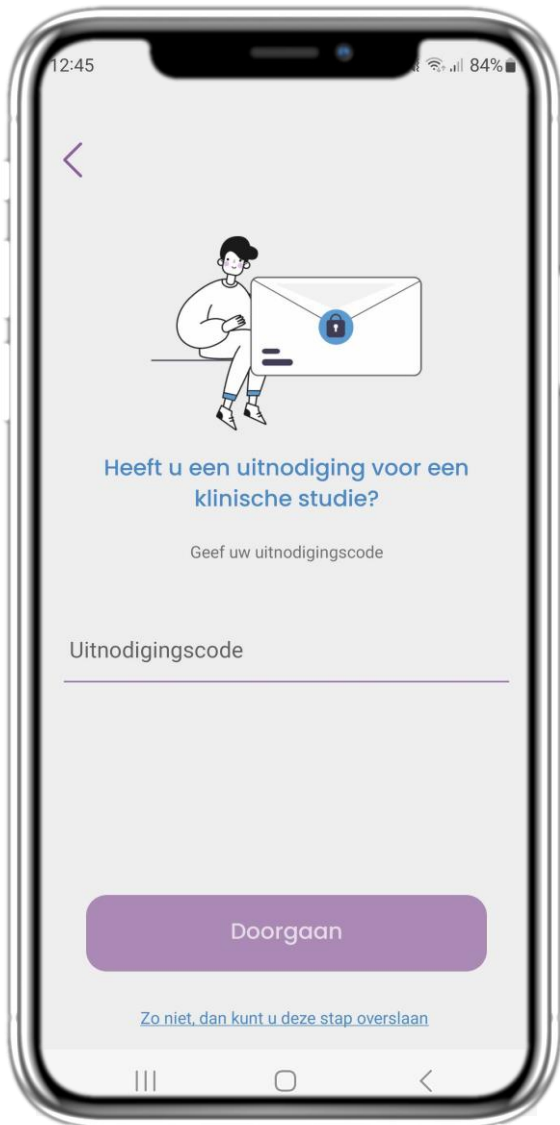 12:45
84%
Heeft u een uitnodiging voor een
klinische studie?
Geef uw uitnodigingscode
Uitnodigingscode
Doorgaan
Zo niet, dan kunt u deze stap overslaan